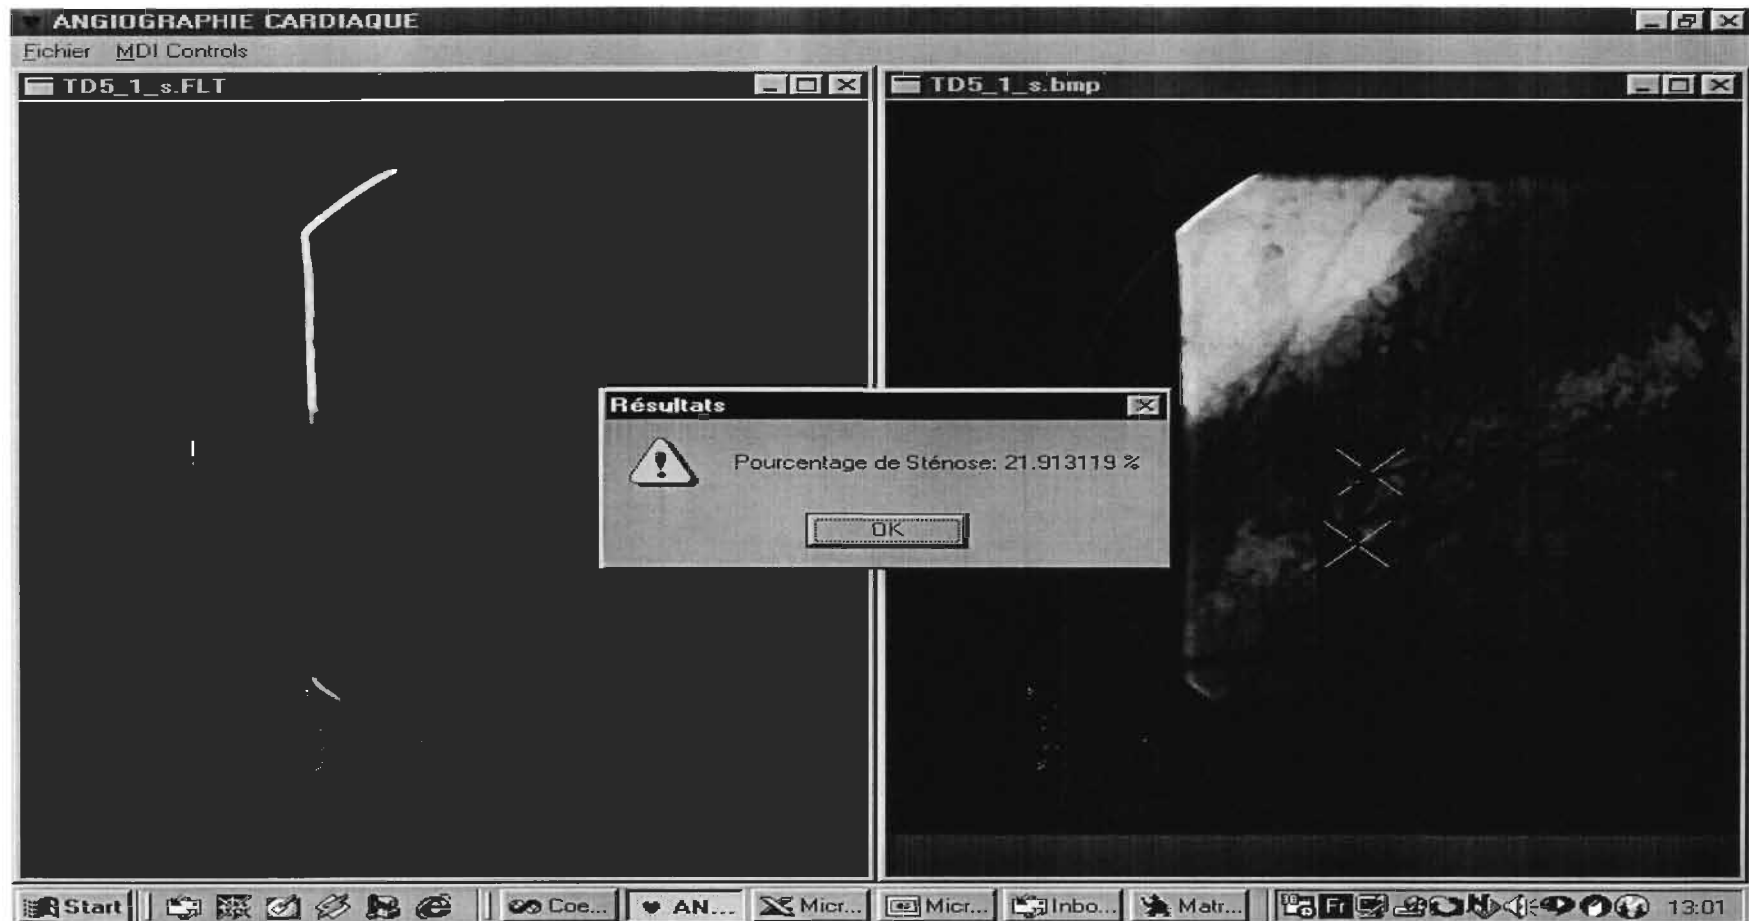 ANGIOGRAPHIE CARDIAQUE
Fichier MDI Controls
TD5_1_s.FLT
TD5_1_s.bmp
Résultats
Pourcentage de Sténose: 21.913119 %
OK
Start
Coe...
AN...
Micr...
Micr...
Inbo...
Matr...
Fr
13:01